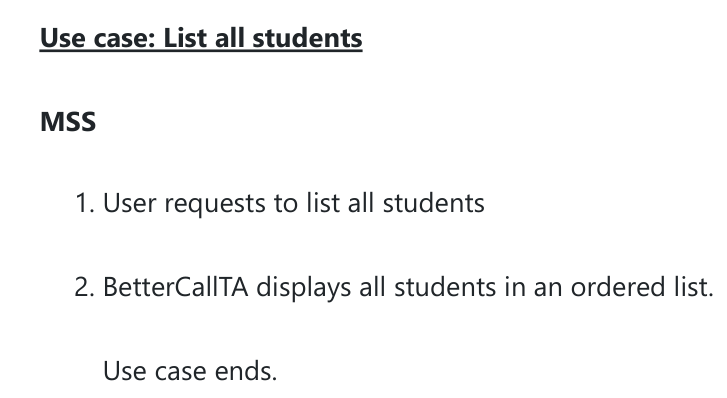 Use case: List all students
MSS
1. User requests to list all students
2. BetterCallTA displays all students in an ordered list.
Use case ends.